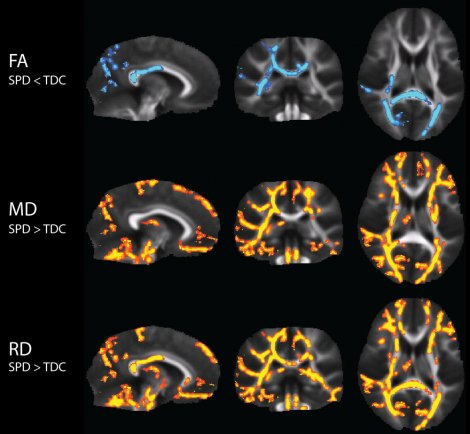 FA
SPD < TDC
MD
SPD > TDC
RD
SPD > TDC